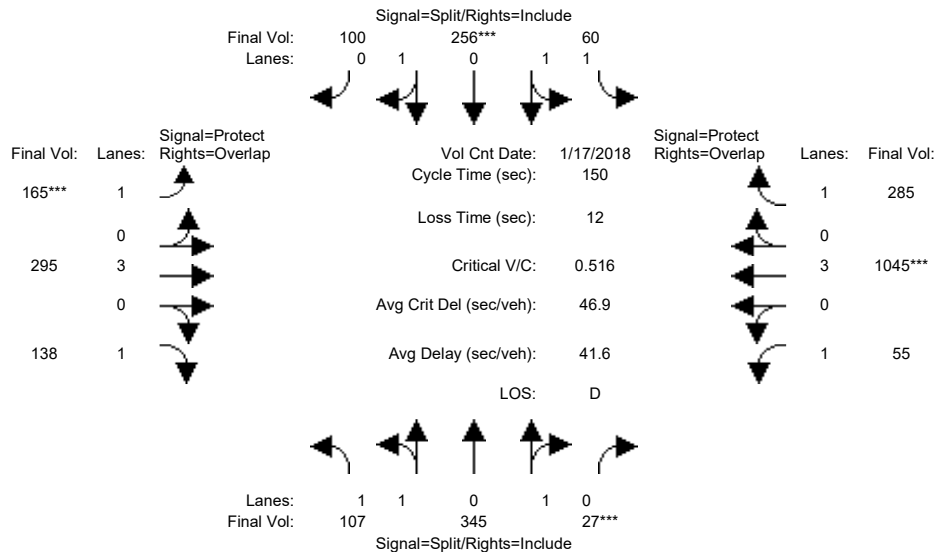 Signal=Split/Rights=Include
Final Vol: 100 256*** 60
Lanes: 0 1 0 1 1
Signal=Protect
Final Vol: Lanes: Rights=Overlap
Vol Cnt Date: 1/17/2018
Signal=Protect
Rights=Overlap Lanes: Final Vol:
Cycle Time (sec): 150
165*** 1
1 285
Loss Time (sec): 12
0
0
295 3
Critical V/C: 0.516
3 1045***
0
Avg Crit Del (sec/veh): 46.9
0
138 1
Avg Delay (sec/veh): 41.6
1 55
LOS: D
Lanes: 1 1 0 1 0
Final Vol: 107 345 27***
Signal=Split/Rights=Include